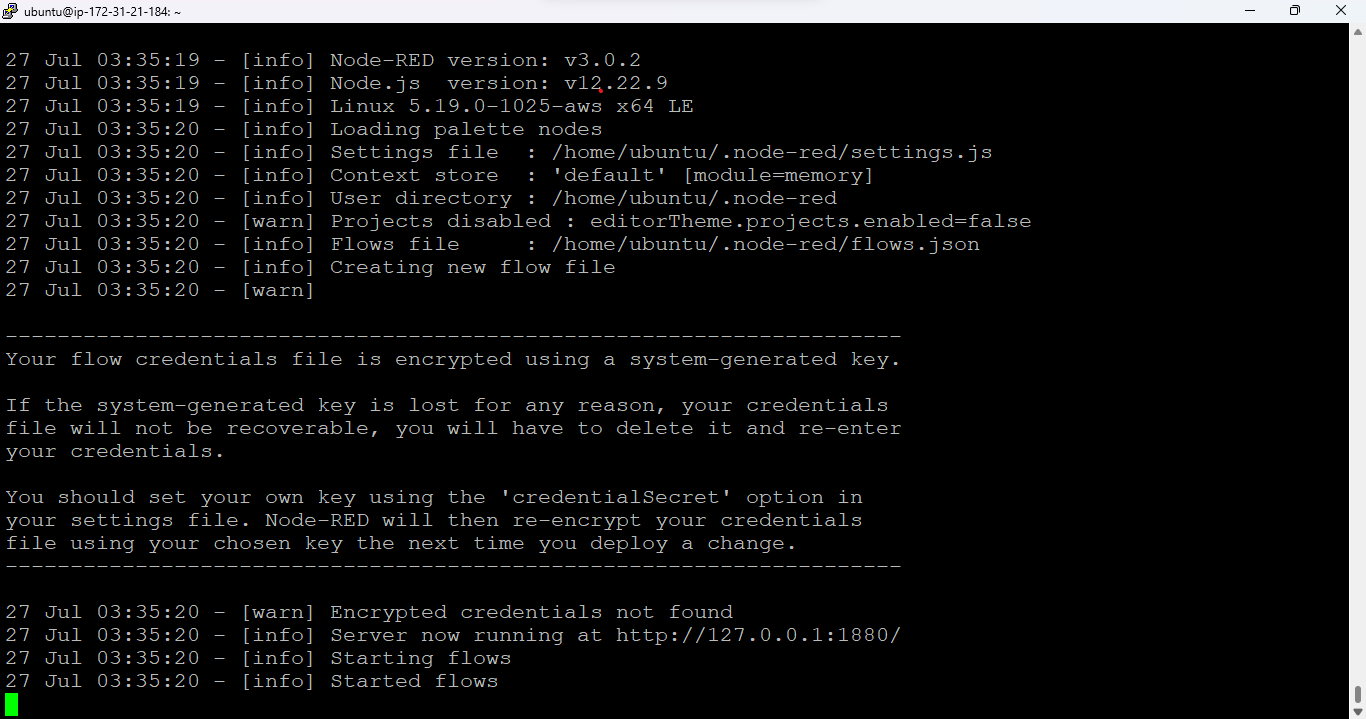 ubuntu@ip-172-31-21-184: ~
27 Jul 03:35:19 - [info] Node-RED version: v3.0.2
27 Jul 03:35:19 - [info] Node.js  version: v12.22.9
27 Jul 03:35:19 - [info] Linux 5.19.0-1025-aws x64 LE
27 Jul 03:35:20 - [info] Loading palette nodes
27 Jul 03:35:20 - [info] Settings file  : /home/ubuntu/.node-red/settings.js
27 Jul 03:35:20 - [info] Context store  : 'default' [module=memory]
27 Jul 03:35:20 - [info] User directory : /home/ubuntu/.node-red
27 Jul 03:35:20 - [warn] Projects disabled : editorTheme.projects.enabled=false
27 Jul 03:35:20 - [info] Flows file     : /home/ubuntu/.node-red/flows.json
27 Jul 03:35:20 - [info] Creating new flow file
27 Jul 03:35:20 - [warn]
---------------------------------------------------------------------
Your flow credentials file is encrypted using a system-generated key.
If the system-generated key is lost for any reason, your credentials
file will not be recoverable, you will have to delete it and re-enter
your credentials.
You should set your own key using the 'credentialSecret' option in
your settings file. Node-RED will then re-encrypt your credentials
file using your chosen key the next time you deploy a change.
---------------------------------------------------------------------
27 Jul 03:35:20 - [warn] Encrypted credentials not found
27 Jul 03:35:20 - [info] Server now running at http://127.0.0.1:1880/
27 Jul 03:35:20 - [info] Starting flows
27 Jul 03:35:20 - [info] Started flows